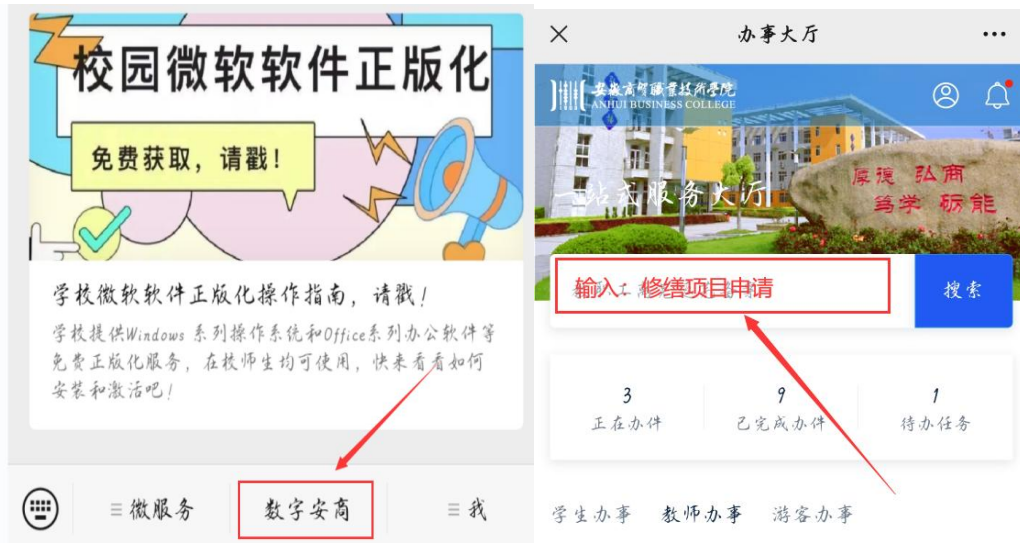 校园微软软件正版化
免费获取，请戳！
学校微软软件正版化操作指南，请戳！
学校提供Windows 系列操作系统和Office系列办公软件等
免费正版化服务，在校师生均可使用，快来看看如何
安装和激活吧！
微服务
数字安商
我
办事大厅
安徽商贸職業技術學院
ANHUI BUSINESS COLLEGE
厚德 弘商
笃学 砺能
一站式服务大厅
输入：修缮项目申请
搜索
3
9
1
正在办件
已完成办件
待办任务
学生办事 教师办事 游客办事